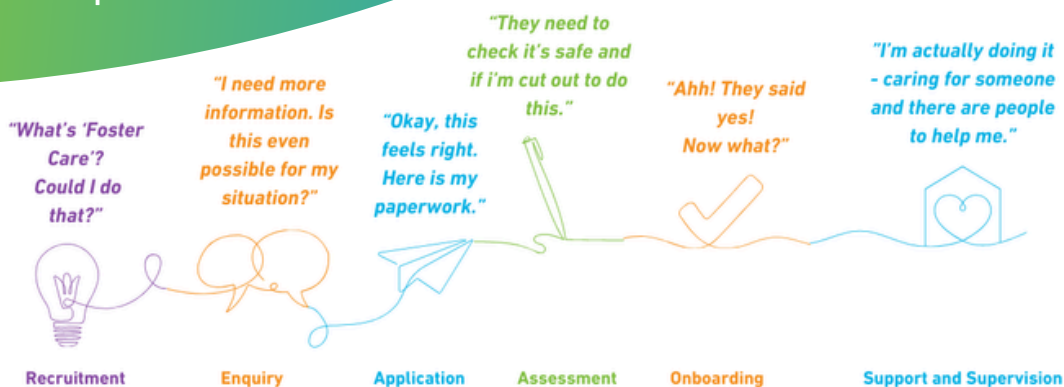 "What's 'Foster
Care'?
Could I do
that?"
"I need more
information. Is
this even
possible for my
situation?"
"Okay, this
feels right.
Here is my
paperwork."
"They need to
check it's safe and
if i'm cut out to do
this."
"Ahh! They said
yes!
Now what?"
"I'm actually doing it
- caring for someone
and there are people
to help me."
Recruitment
Enquiry
Application
Assessment
Onboarding
Support and Supervision